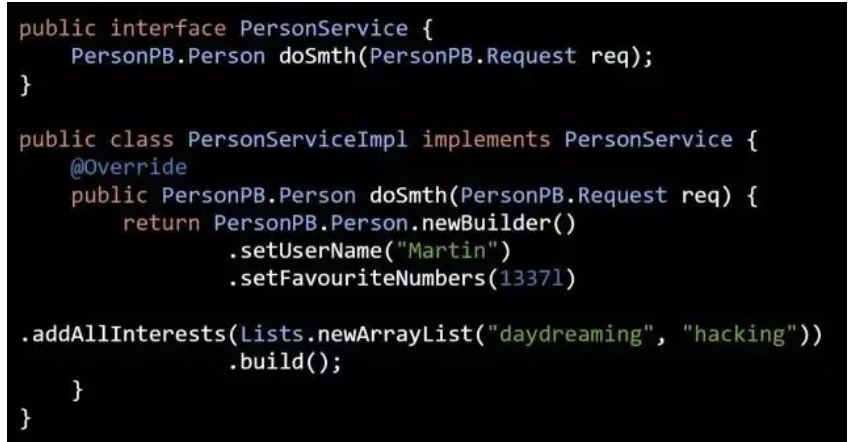 public interface PersonService {
    PersonPB.Person doSmth(PersonPB.Request req);
}

public class PersonServiceImpl implements PersonService {
    @Override
    public PersonPB.Person doSmth(PersonPB.Request req) {
        return PersonPB.Person.newBuilder()
                .setUserName("Martin")
                .setFavouriteNumbers(1337l)

.addAllInterests(Lists.newArrayList("daydreaming", "hacking"))
                .build();
    }
}